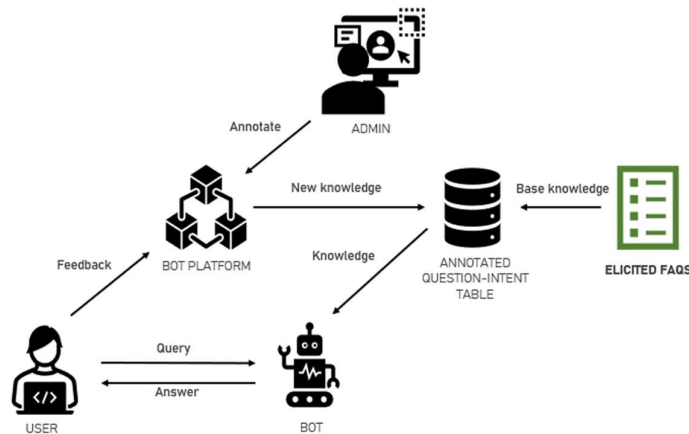 ADMIN
Annotate
New knowledge
Base knowledge
BOT PLATFORM
Feedback
Knowledge
ANNOTATED
QUESTION-INTENT
TABLE
ELICITED FAQS
Query
</>
Answer
USER
BOT